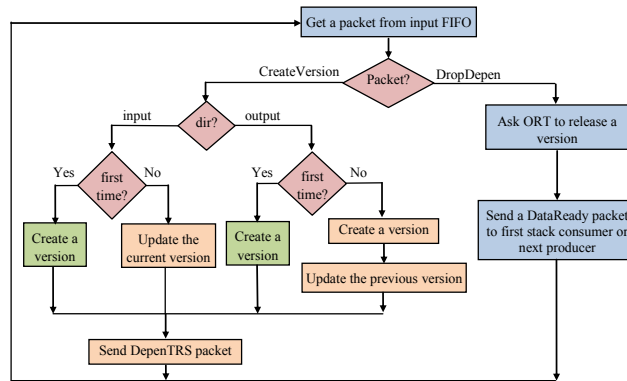 Get a packet from input FIFO
CreateVersion
Packet?
DropDepen
input
dir?
output
Ask ORT to release a
version
Yes
first
time?
No
Yes
first
time?
No
Create a
version
Update the
current version
Create a
version
Create a version
Update the previous version
Send a DataReady packet
to first stack consumer or
next producer
Send DepenTRS packet